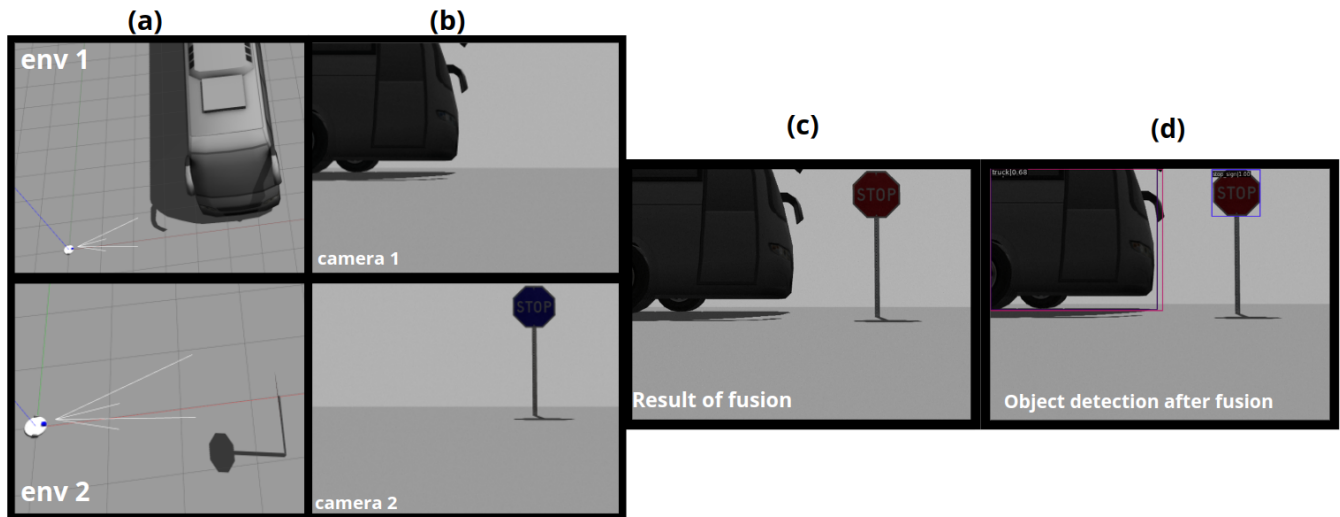 (a)
(b)
(c)
(d)
env 1
camera 1
env 2
STOP
camera 2
STOP
Result of fusion
truck|0.68
STOP
Object detection after fusion